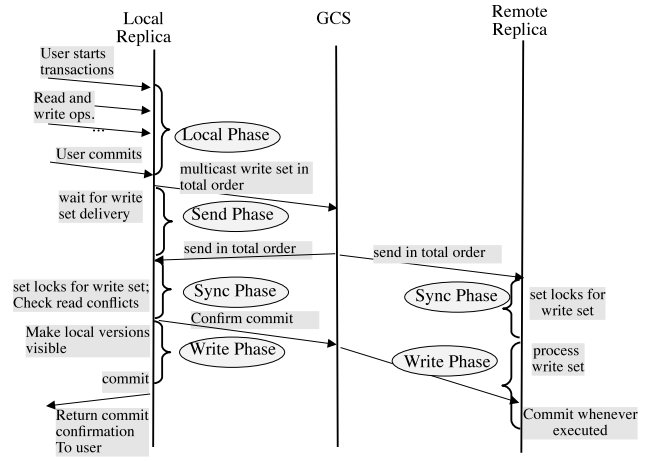 Local
Replica
GCS
Remote
Replica
User starts
transactions
Read and
write ops.
...
Local Phase
User commits
multicast write set in
total order
wait for write
set delivery
Send Phase
send in total order
send in total order
set locks for write set;
Check read conflicts
Sync Phase
Sync Phase
set locks for
write set
Confirm commit
Make local versions
visible
Write Phase
Write Phase
process
write set
commit
Return commit
confirmation
To user
Commit whenever
executed